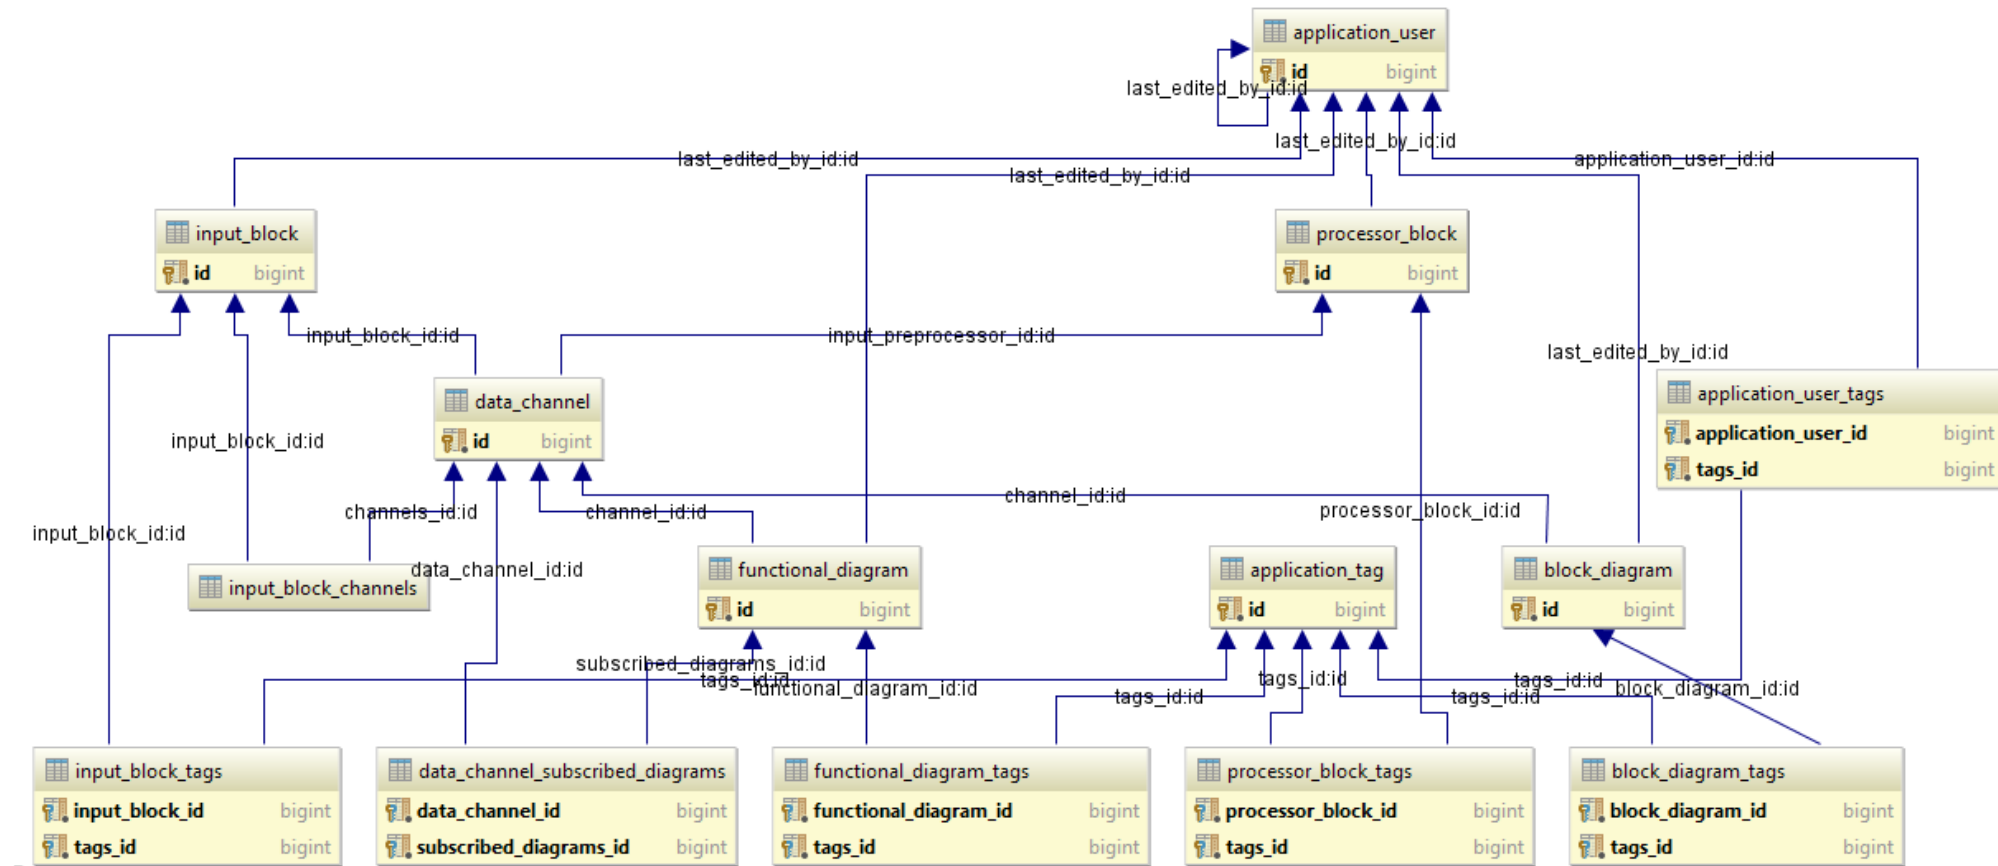 application_user
id bigint
last_edited_by_id:id
last_edited_by_id:id
last_edited_by_id:id
application_user_id:id
last_edited_by_id:id
input_block
id bigint
processor_block
id bigint
input_block_id:id
input_preprocessor_id:id
last_edited_by_id:id
data_channel
id bigint
application_user_tags
application_user_id bigint
tags_id bigint
input_block_id:id
channel_id:id
channels_id:id
channel_id:id
processor_block_id:id
input_block_id:id
data_channel_id:id
input_block_channels
functional_diagram
id bigint
application_tag
id bigint
block_diagram
id bigint
subscribed_diagrams_id:id
tags_id:id
functional_diagram_id:id
tags_id:id
tags_id:id
tags_id:id
tags_id:id
block_diagram_id:id
input_block_tags
input_block_id bigint
tags_id bigint
data_channel_subscribed_diagrams
data_channel_id bigint
subscribed_diagrams_id bigint
functional_diagram_tags
functional_diagram_id bigint
tags_id bigint
processor_block_tags
processor_block_id bigint
tags_id bigint
block_diagram_tags
block_diagram_id bigint
tags_id bigint